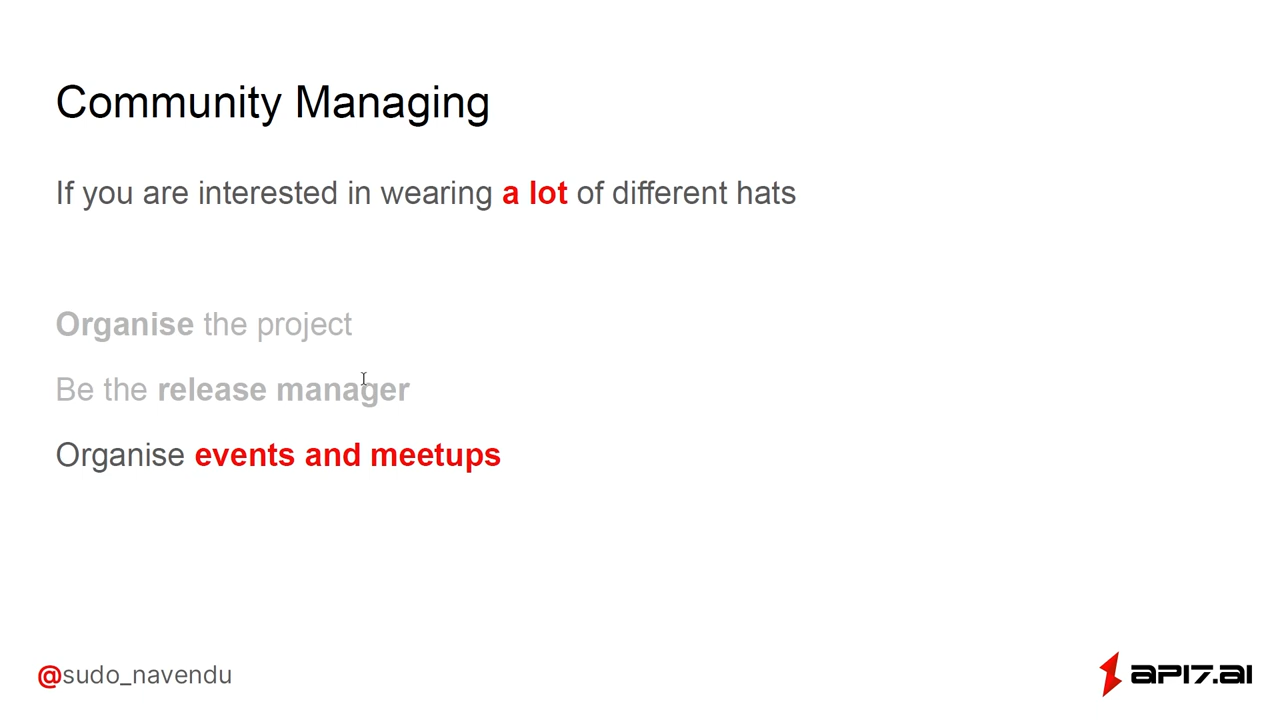 Community Managing
If you are interested in wearing a lot of different hats
Organise the project
Be the release manager
Organise events and meetups
@sudo_navendu
API7.AI